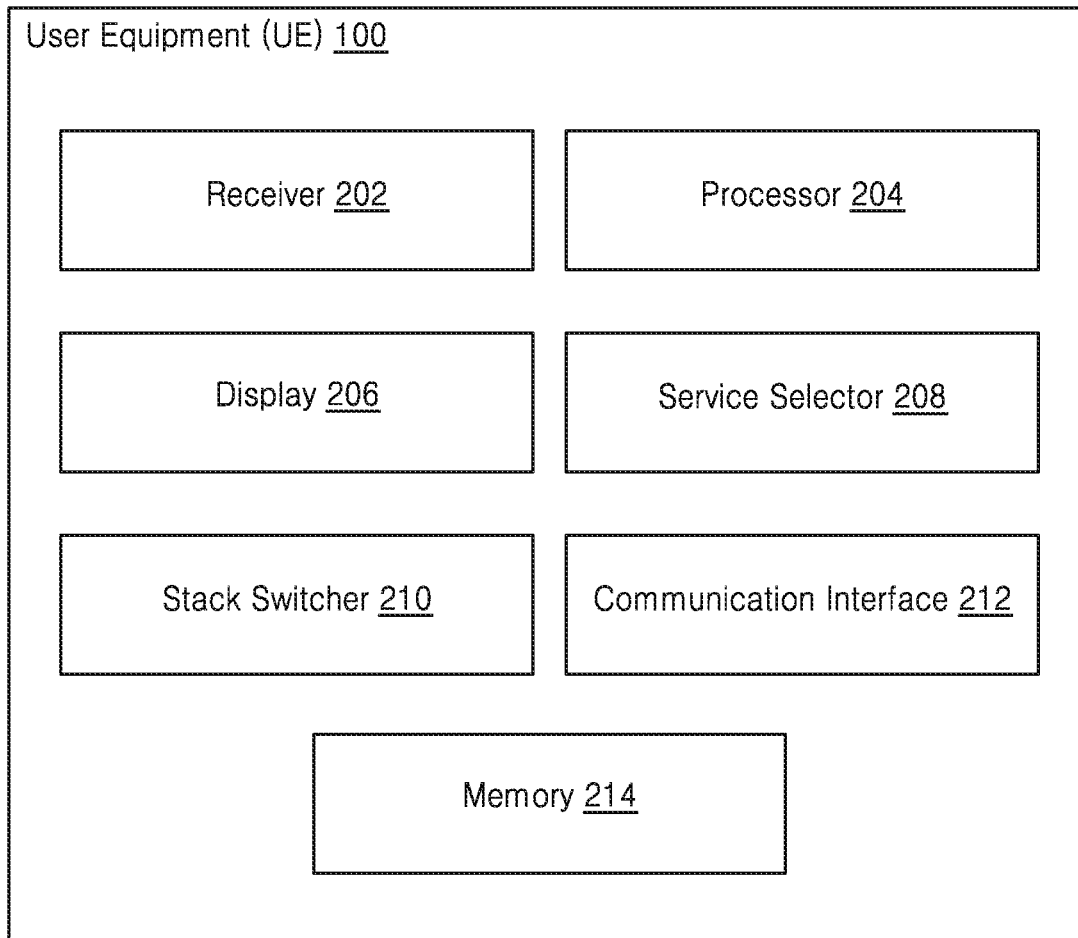 User Equipment (UE) 100
Receiver 202
Processor 204
Display 206
Service Selector 208
Stack Switcher 210
Communication Interface 212
Memory 214